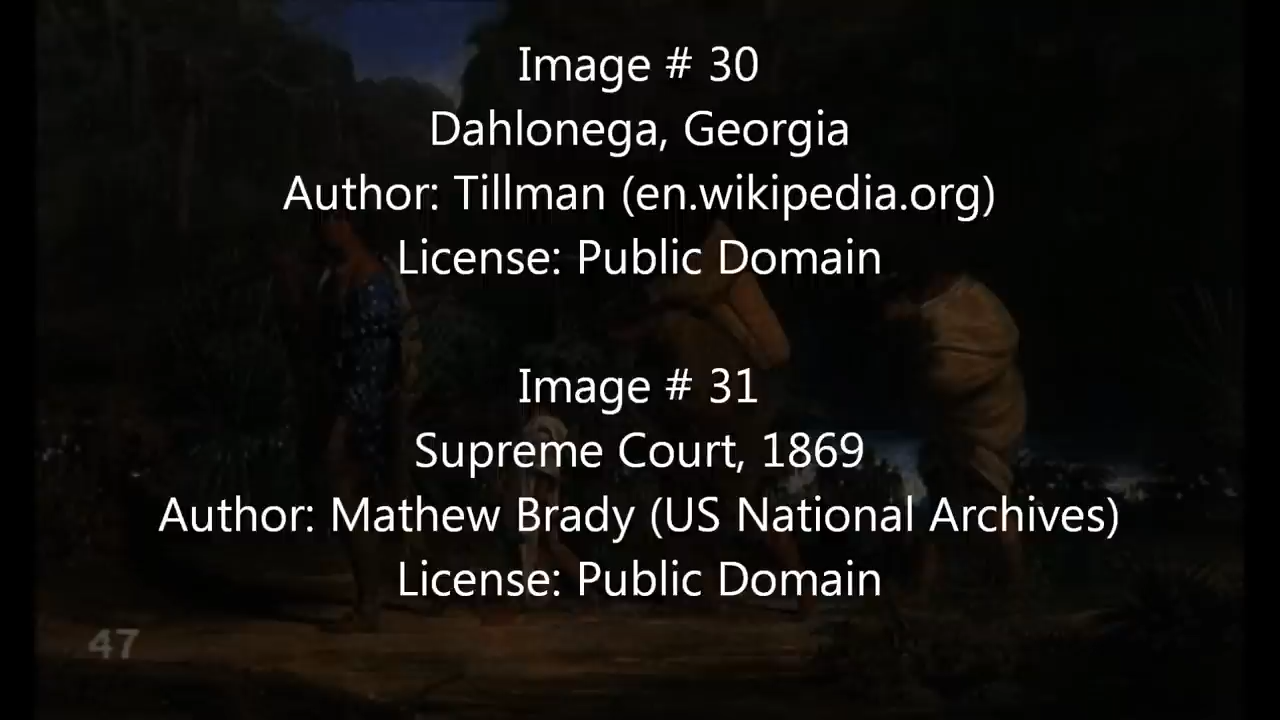 Image # 30
Dahlonega, Georgia
Author: Tillman (en.wikipedia.org)
License: Public Domain
Image # 31
Supreme Court, 1869
Author: Mathew Brady (US National Archives)
License: Public Domain
47